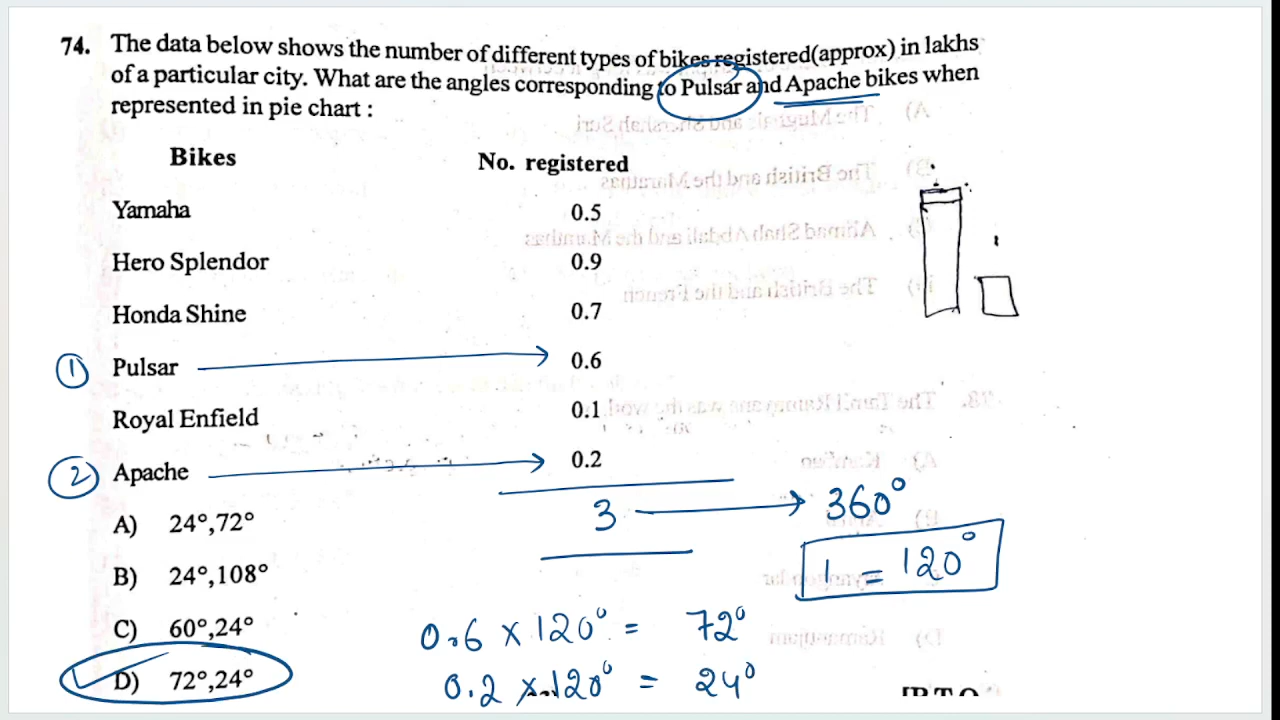 74. The data below shows the number of different types of bikes registered(approx) in lakhs
of a particular city. What are the angles corresponding to Pulsar and Apache bikes when
represented in pie chart :
Bikes No. registered
Yamaha 0.5
Hero Splendor 0.9
Honda Shine 0.7
① Pulsar → 0.6
Royal Enfield 0.1
② Apache → 0.2
3 → 360°
A) 24°,72°
1 = 120°
B) 24°,108°
C) 60°,24° 0.6 × 120° = 72°
D) 72°,24° 0.2 × 120° = 24°